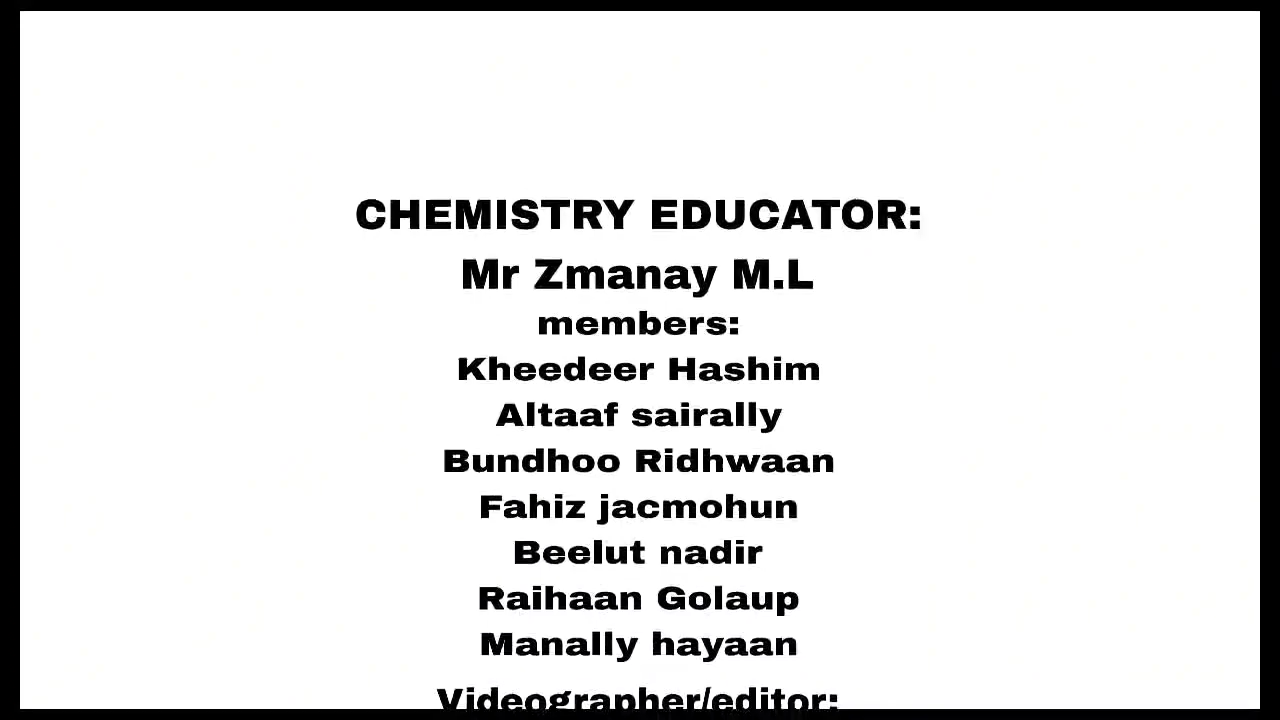 CHEMISTRY EDUCATOR:
Mr Zmanay M.L
members:
Kheedeer Hashim
Altaaf sairally
Bundhoo Ridhwaan
Fahiz jacmohun
Beelut nadir
Raihaan Golaup
Manally hayaan
Videographer/editor: